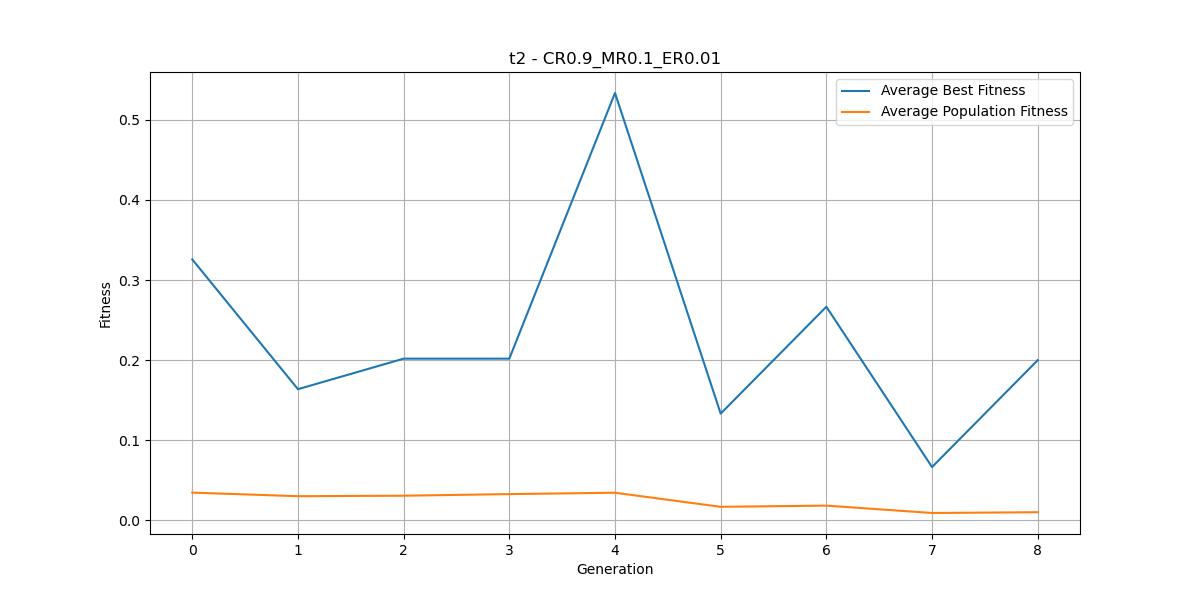 t2 - CR0.9_MR0.1_ER0.01
Average Best Fitness
Average Population Fitness
Fitness
0.5
0.4
0.3
0.2
0.1
0.0
0 1 2 3 4 5 6 7 8
Generation